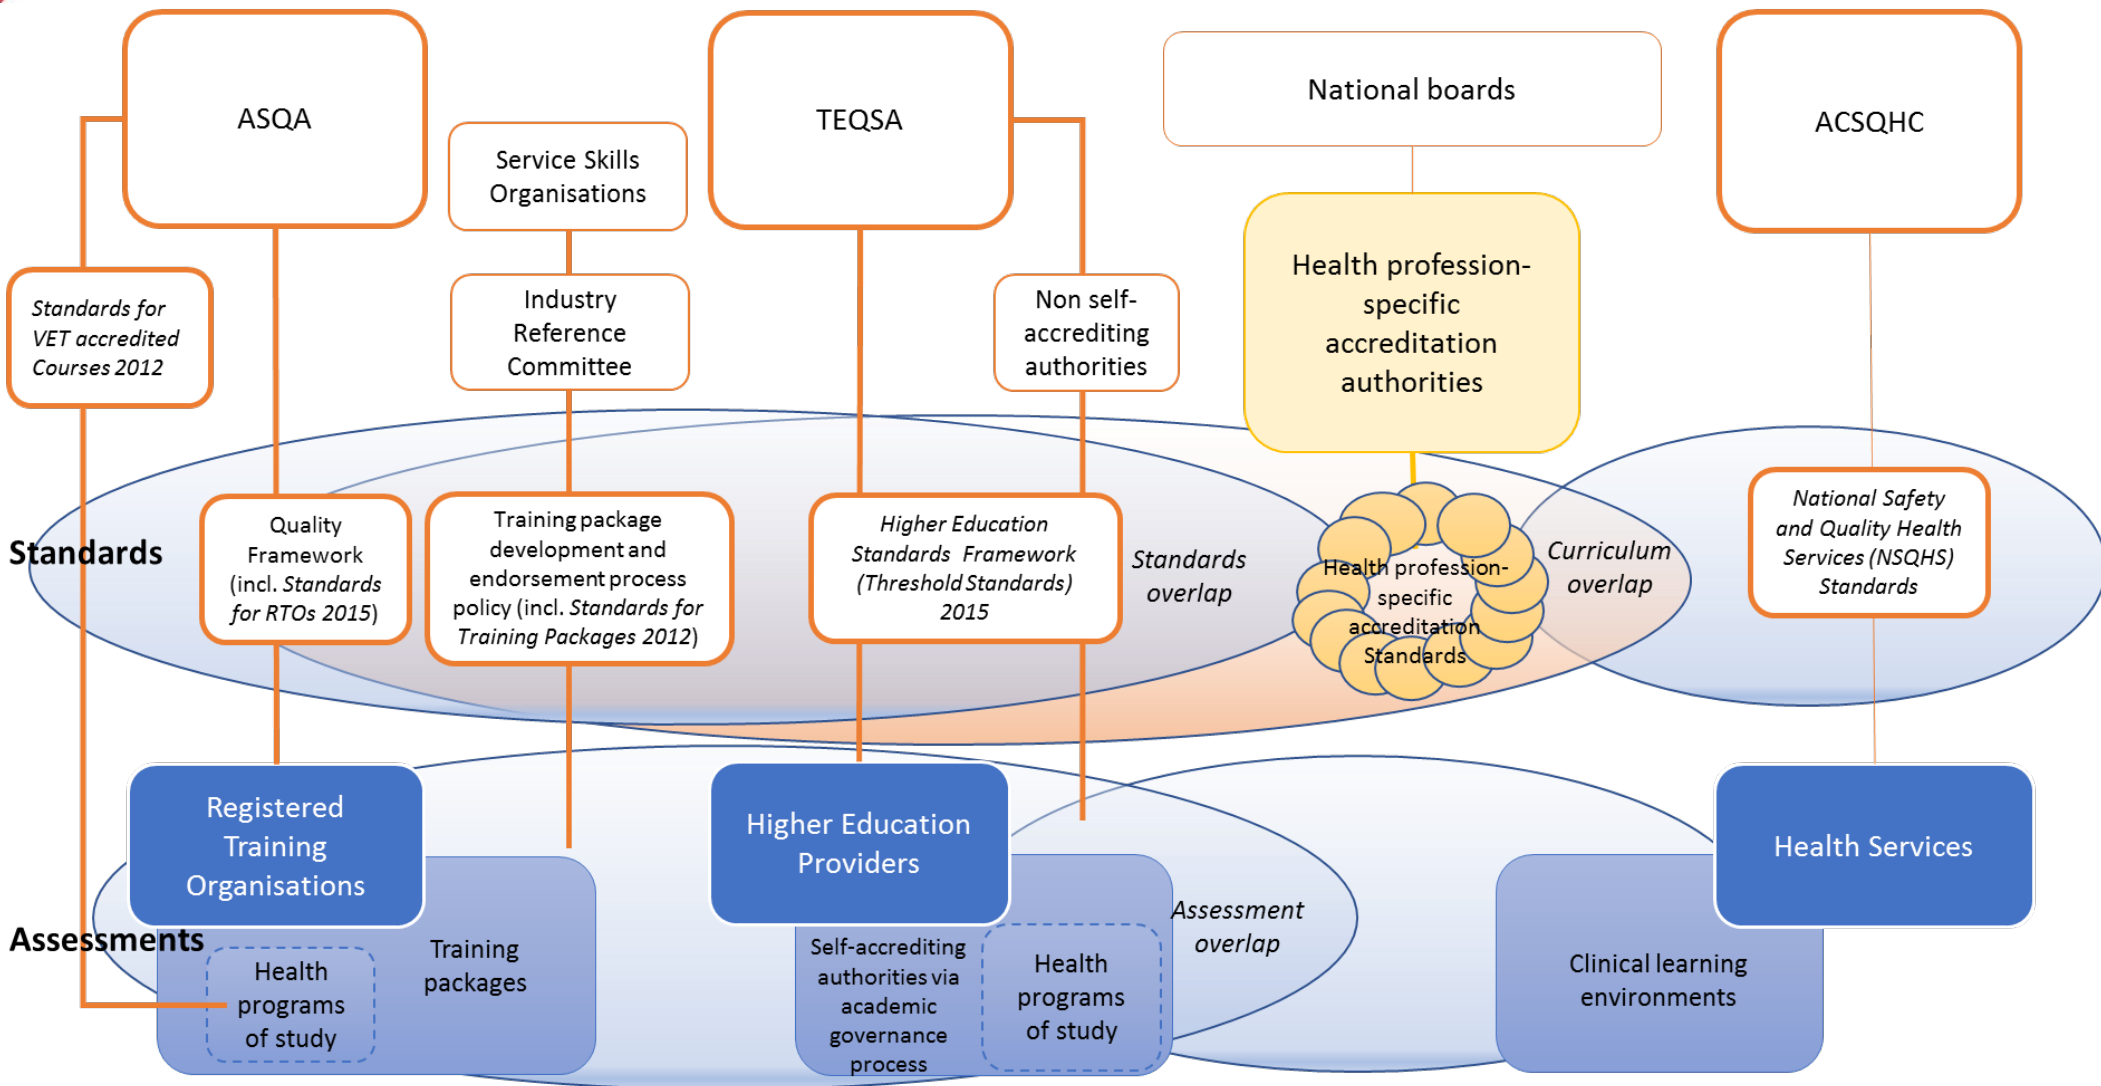 ASQA
TEQSA
National boards
ACSQHC
Service Skills
Organisations
Standards for
VET accredited
Courses 2012
Industry
Reference
Committee
Non self-
accrediting
authorities
Health profession-
specific
accreditation
authorities
Standards
Quality
Framework
(incl. Standards
for RTOs 2015)
Training package
development and
endorsement process
policy (incl. Standards for
Training Packages 2012)
Higher Education
Standards Framework
(Threshold Standards)
2015
Standards
overlap
Health profession-
specific
accreditation
Standards
Curriculum
overlap
National Safety
and Quality Health
Services (NSQHS)
Standards
Registered
Training
Organisations
Higher Education
Providers
Health Services
Assessments
Health
programs
of study
Training
packages
Self-accrediting
authorities via
academic
governance
process
Health
programs
of study
Assessment
overlap
Clinical learning
environments